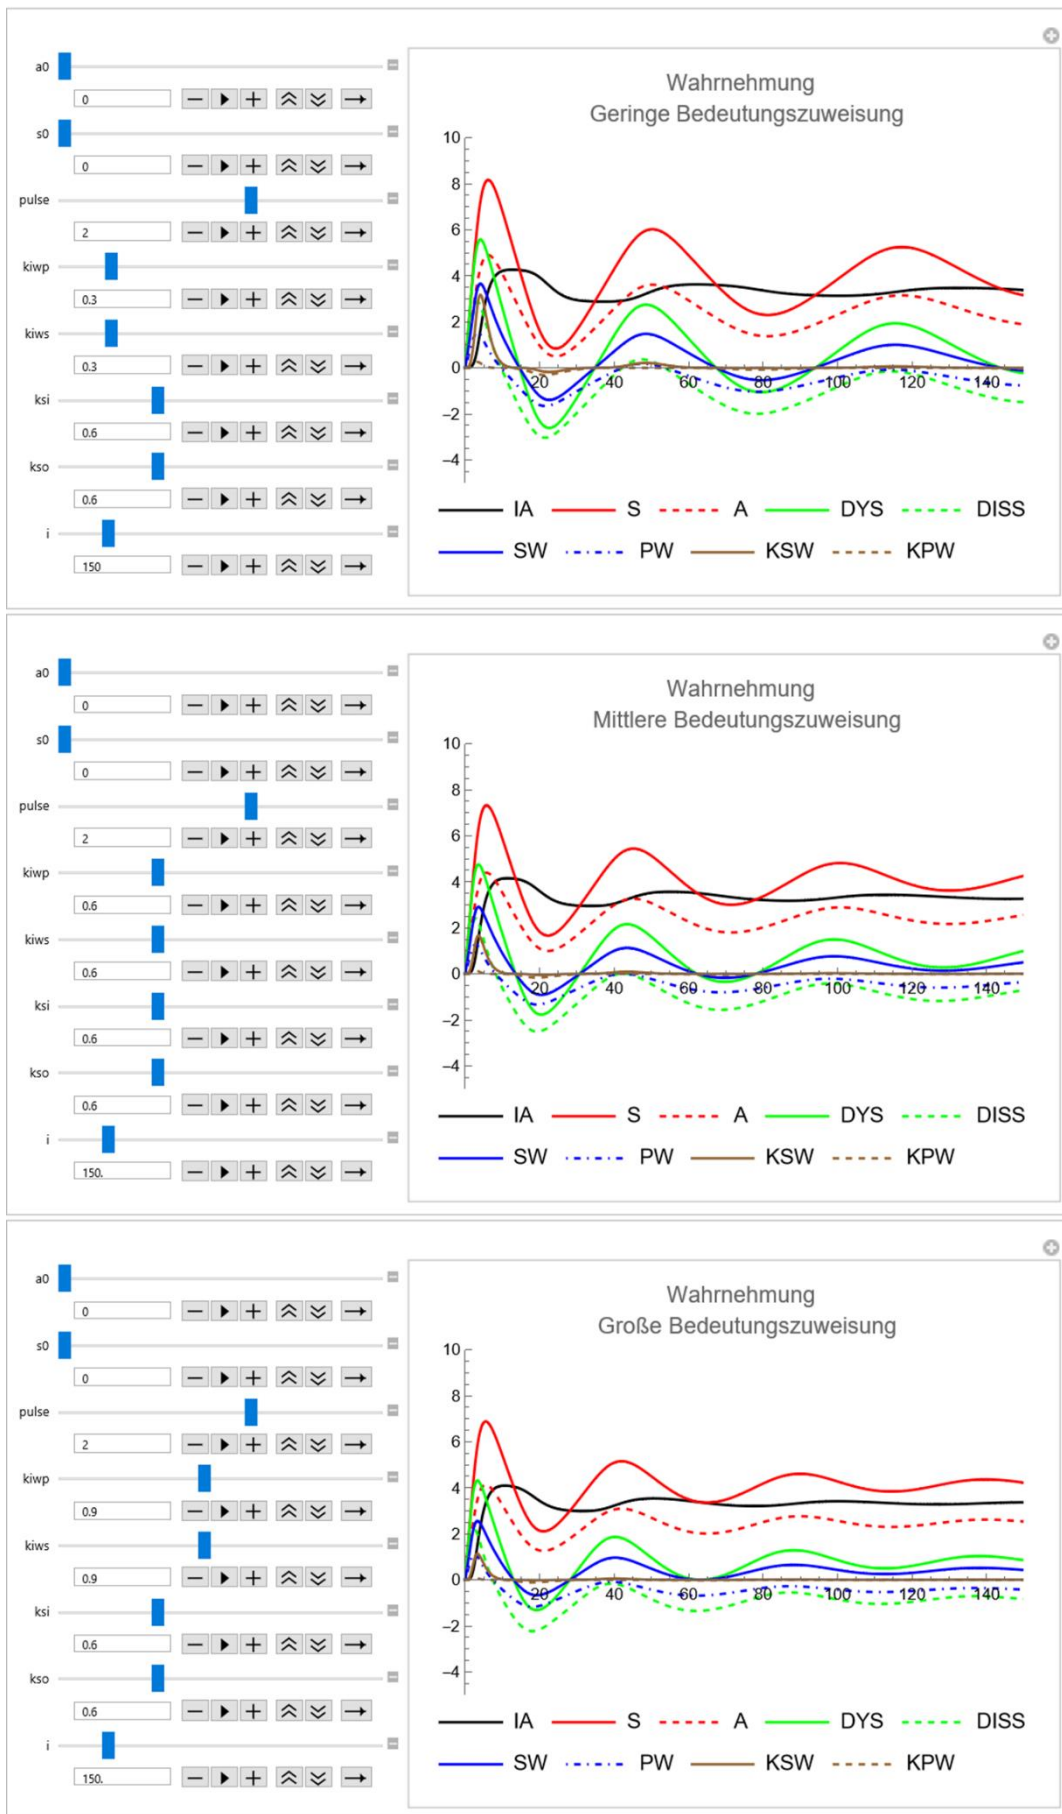 a0
0
s0
0
pulse
2
kiwp
0.3
kiws
0.3
ksi
0.6
kso
0.6
i
150
Wahrnehmung
Geringe Bedeutungszuweisung
10
8
6
4
2
0
−2
−4
20 40 60 80 100 120 140
IA S A DYS DISS
SW PW KSW KPW
a0
0
s0
0
pulse
2
kiwp
0.6
kiws
0.6
ksi
0.6
kso
0.6
i
150.
Wahrnehmung
Mittlere Bedeutungszuweisung
10
8
6
4
2
0
−2
−4
20 40 60 80 100 120 140
IA S A DYS DISS
SW PW KSW KPW
a0
0
s0
0
pulse
2
kiwp
0.9
kiws
0.9
ksi
0.6
kso
0.6
i
150.
Wahrnehmung
Große Bedeutungszuweisung
10
8
6
4
2
0
−2
−4
20 40 60 80 100 120 140
IA S A DYS DISS
SW PW KSW KPW